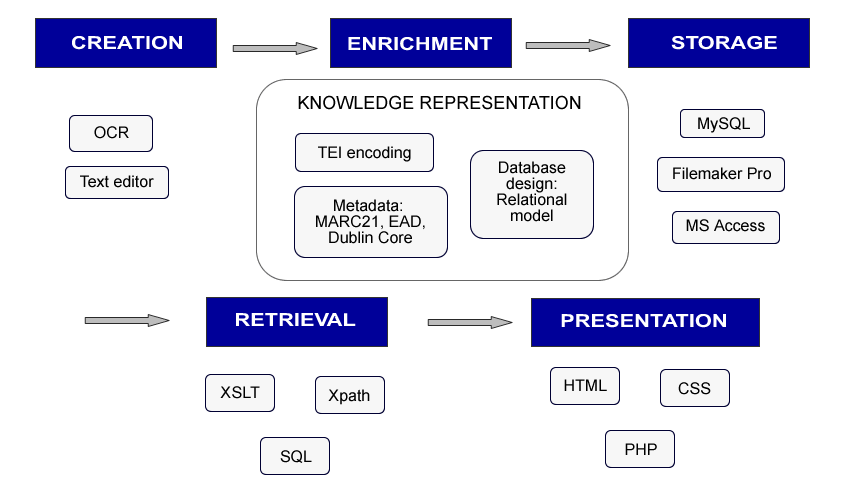 CREATION
ENRICHMENT
STORAGE
KNOWLEDGE REPRESENTATION
OCR
Text editor
TEI encoding
Metadata:
MARC21, EAD,
Dublin Core
Database
design:
Relational
model
MySQL
Filemaker Pro
MS Access
RETRIEVAL
PRESENTATION
XSLT
Xpath
SQL
HTML
CSS
PHP